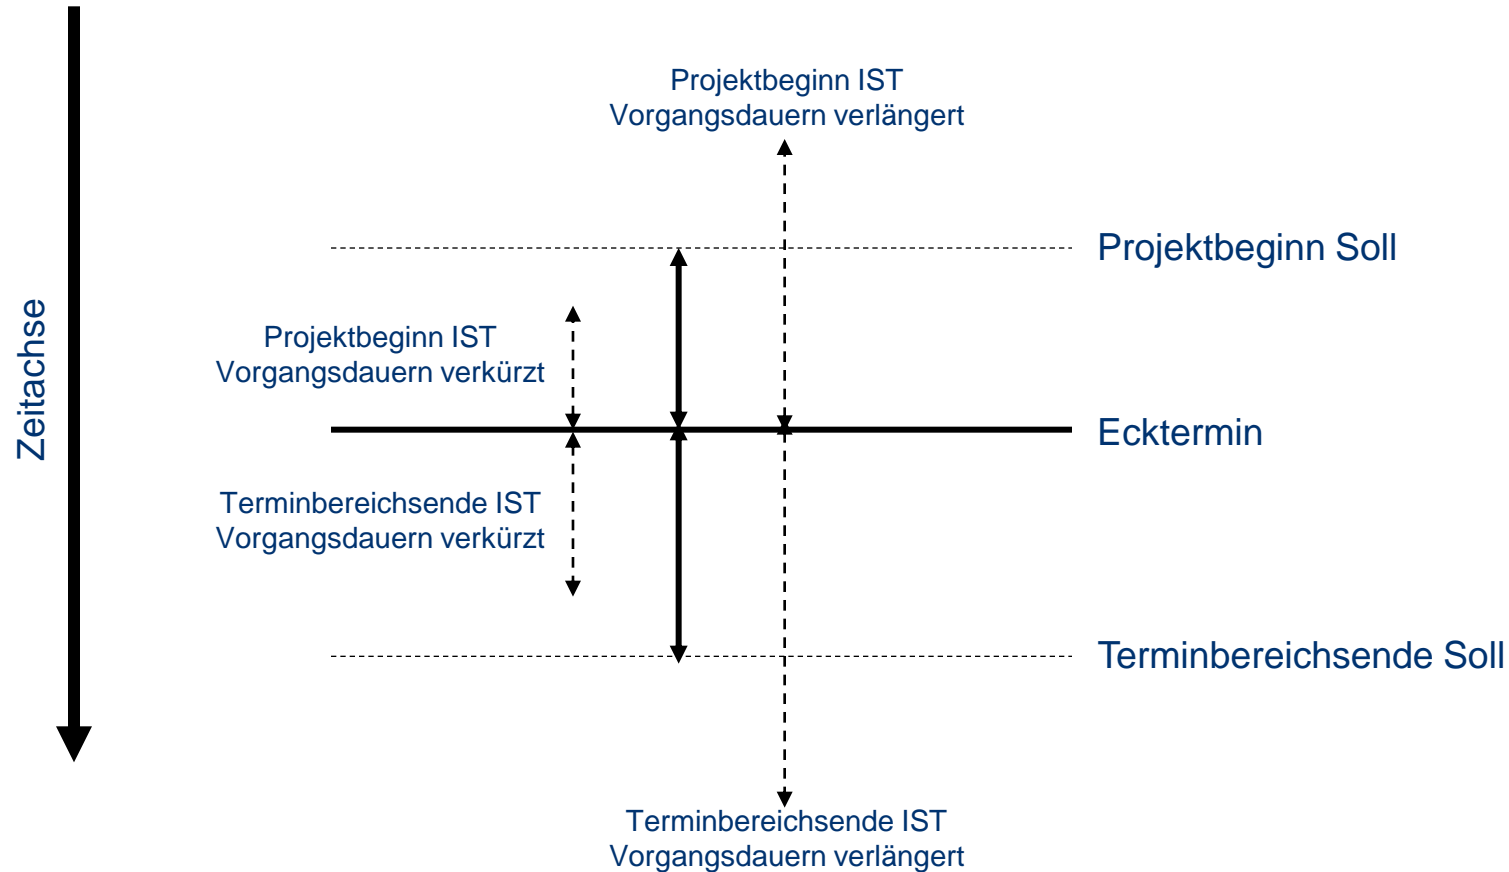 Projektbeginn IST
Vorgangsdauern verlängert
Projektbeginn Soll
Zeitachse
Projektbeginn IST
Vorgangsdauern verkürzt
Ecktermin
Terminbereichsende IST
Vorgangsdauern verkürzt
Terminbereichsende Soll
Terminbereichsende IST
Vorgangsdauern verlängert